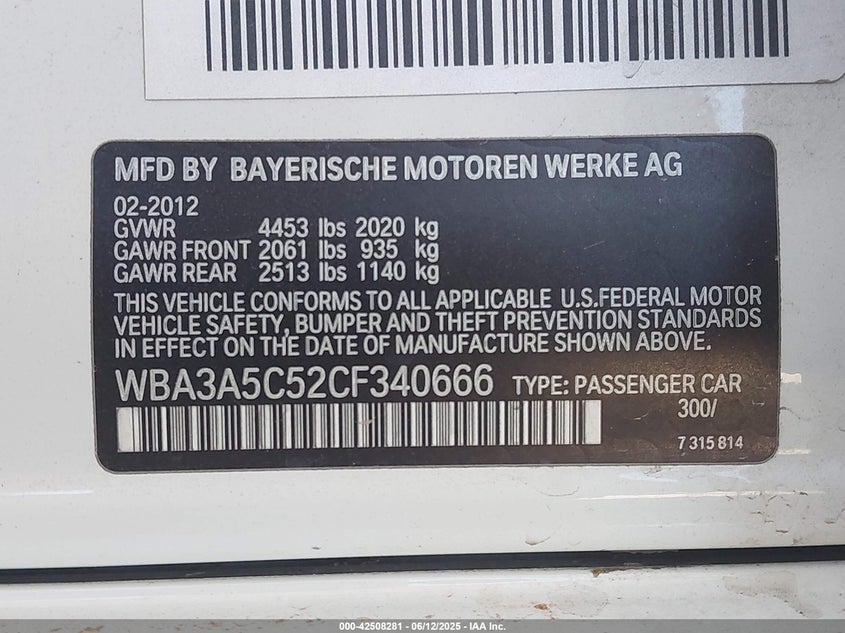 MFD BY BAYERISCHE MOTOREN WERKE AG
02-2012
GVWR 4453 lbs 2020 kg
GAWR FRONT 2061 lbs 935 kg
GAWR REAR 2513 lbs 1140 kg
THIS VEHICLE CONFORMS TO ALL APPLICABLE U.S.FEDERAL MOTOR
VEHICLE SAFETY, BUMPER AND THEFT PREVENTION STANDARDS
IN EFFECT ON THE DATE OF MANUFACTURE SHOWN ABOVE.
WBA3A5C52CF340666 TYPE: PASSENGER CAR
300/
7 315 814
000-42508281 - 06/12/2025 - IAA Inc.